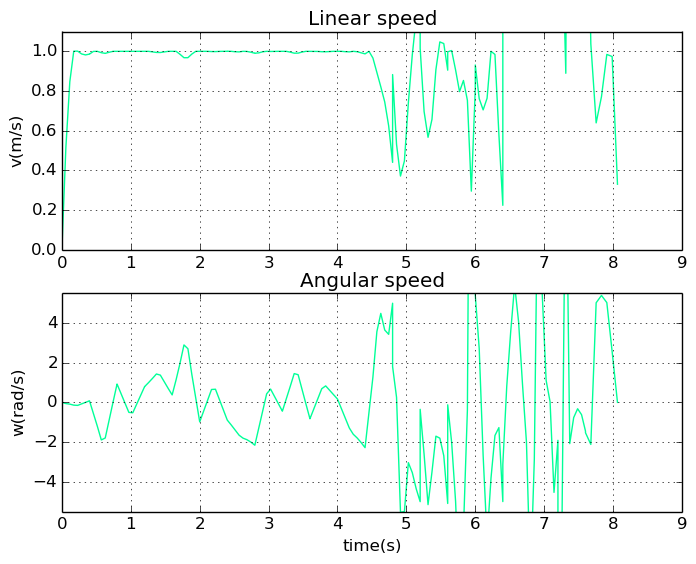 Linear speed
v(m/s)
1.0
0.8
0.6
0.4
0.2
0.0
0 1 2 3 4 5 6 7 8 9
Angular speed
w(rad/s)
4
2
0
−2
−4
0 1 2 3 4 5 6 7 8 9
time(s)